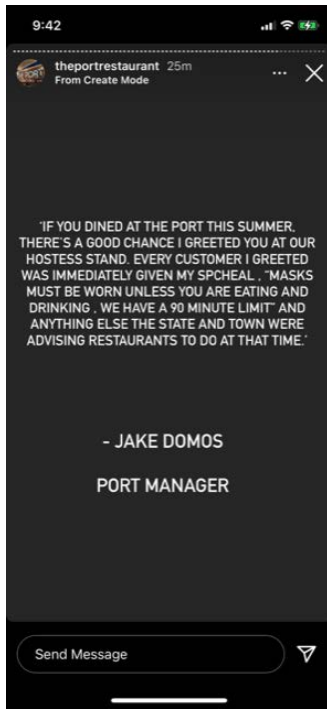 9:42
theportrestaurant 25m
From Create Mode
"IF YOU DINED AT THE PORT THIS SUMMER,
THERE'S A GOOD CHANCE I GREETED YOU AT OUR
HOSTESS STAND. EVERY CUSTOMER I GREETED
WAS IMMEDIATELY GIVEN MY SPCHEAL , "MASKS
MUST BE WORN UNLESS YOU ARE EATING AND
DRINKING , WE HAVE A 90 MINUTE LIMIT" AND
ANYTHING ELSE THE STATE AND TOWN WERE
ADVISING RESTAURANTS TO DO AT THAT TIME.'
- JAKE DOMOS
PORT MANAGER
Send Message